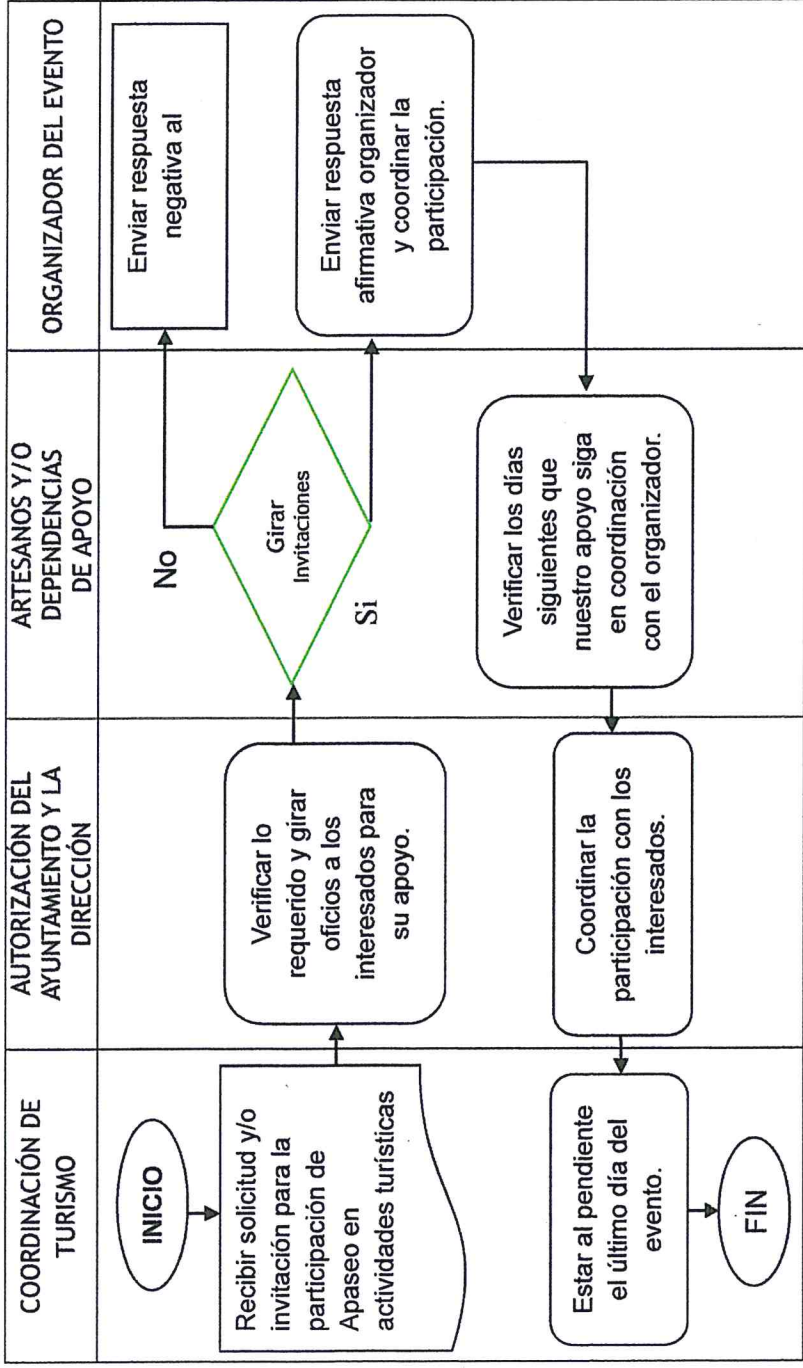 COORDINACIÓN DE
TURISMO
AUTORIZACIÓN DEL
AYUNTAMIENTO Y LA
DIRECCIÓN
ARTESANOS Y/O
DEPENDENCIAS
DE APOYO
ORGANIZADOR DEL EVENTO
INICIO
Recibir solicitud y/o
invitación para la
participación de
Apaseo en
actividades turísticas
Verificar lo
requerido y girar
oficios a los
interesados para
su apoyo.
Girar
Invitaciones
No
Si
Enviar respuesta
negativa al
Enviar respuesta
afirmativa organizador
y coordinar la
participación.
Verificar los días
siguientes que
nuestro apoyo siga
en coordinación
con el organizador.
Coordinar la
participación con los
interesados.
Estar al pendiente
el último día del
evento.
FIN